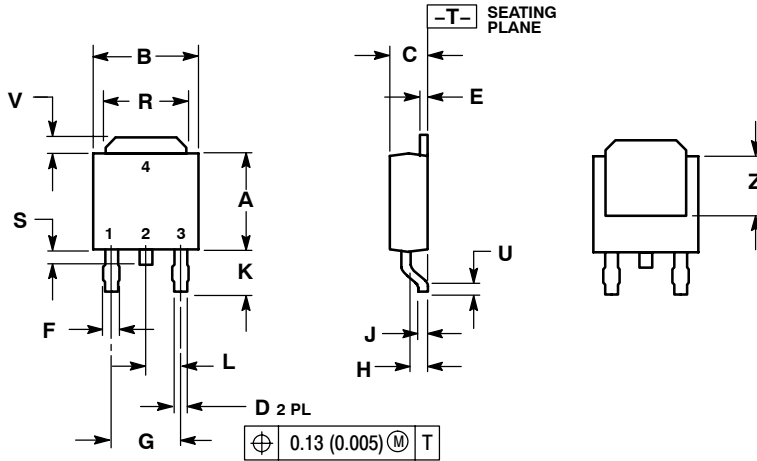 –T– SEATING
PLANE
B
C
V
R
E
4
Z
A
S
1 2 3
K
U
F
J
L
H
D 2 PL
G
⌖ 0.13 (0.005) Ⓜ T